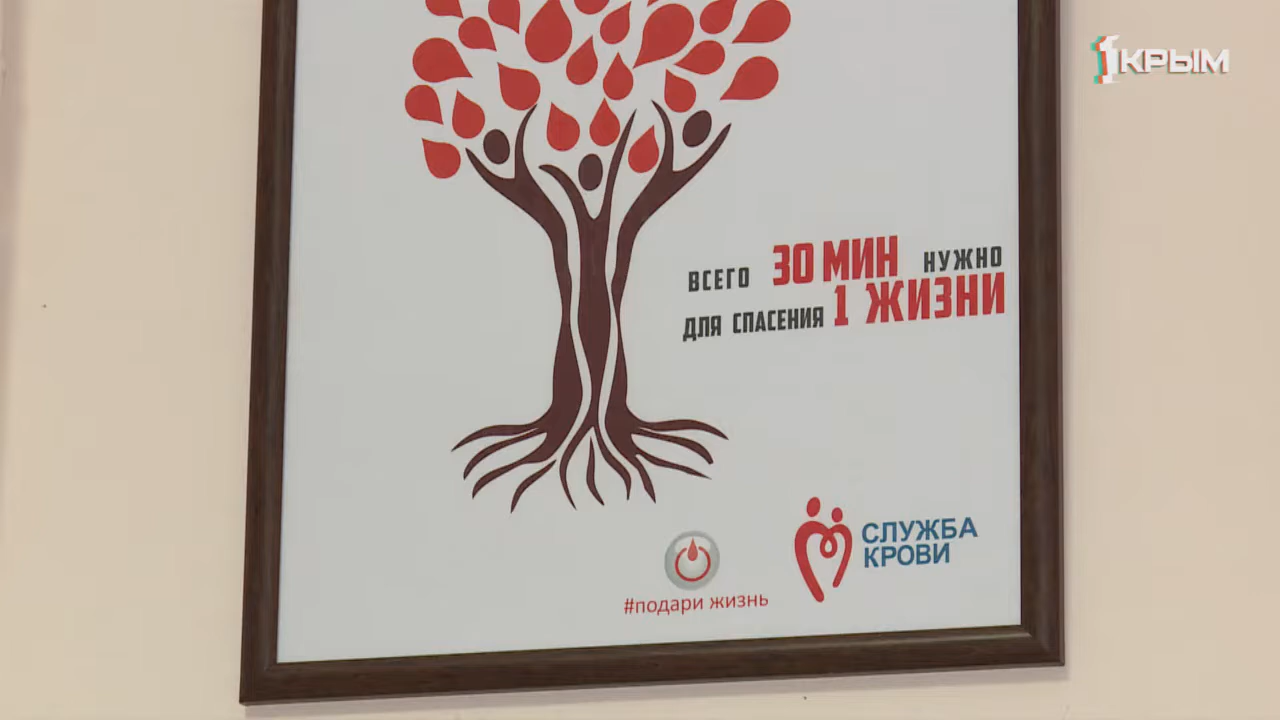 1КРЫМ
ВСЕГО 30 МИН НУЖНО
ДЛЯ СПАСЕНИЯ 1 ЖИЗНИ
СЛУЖБА
КРОВИ
#подари жизнь